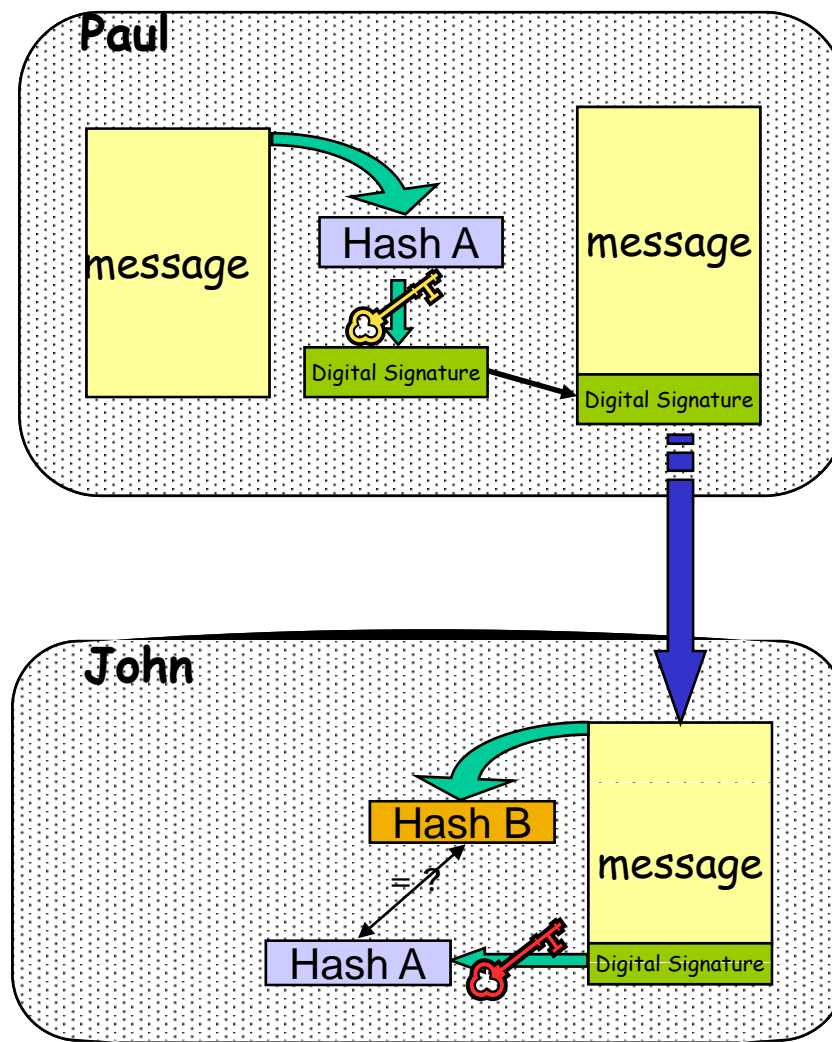 Paul
message
Hash A
message
Digital Signature
Digital Signature
John
Hash B
= ?
message
Hash A
Digital Signature